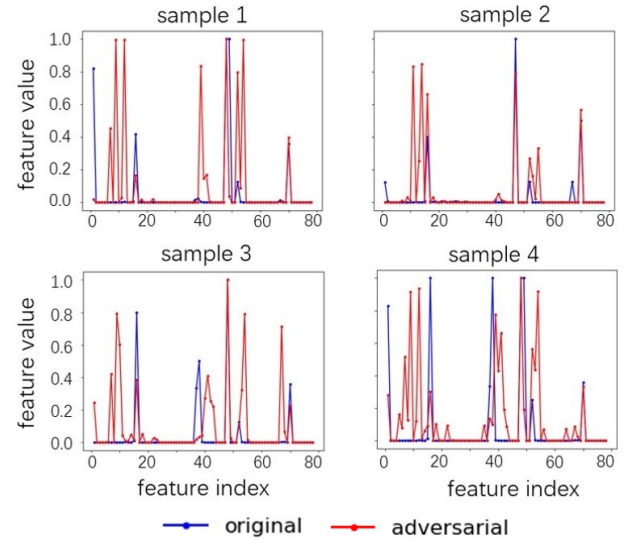 sample 1
sample 2
feature value
1.0
0.8
0.6
0.4
0.2
0.0
0 20 40 60 80
0 20 40 60 80
sample 3
sample 4
feature value
1.0
0.8
0.6
0.4
0.2
0.0
0 20 40 60 80
0 20 40 60 80
feature index
feature index
original adversarial